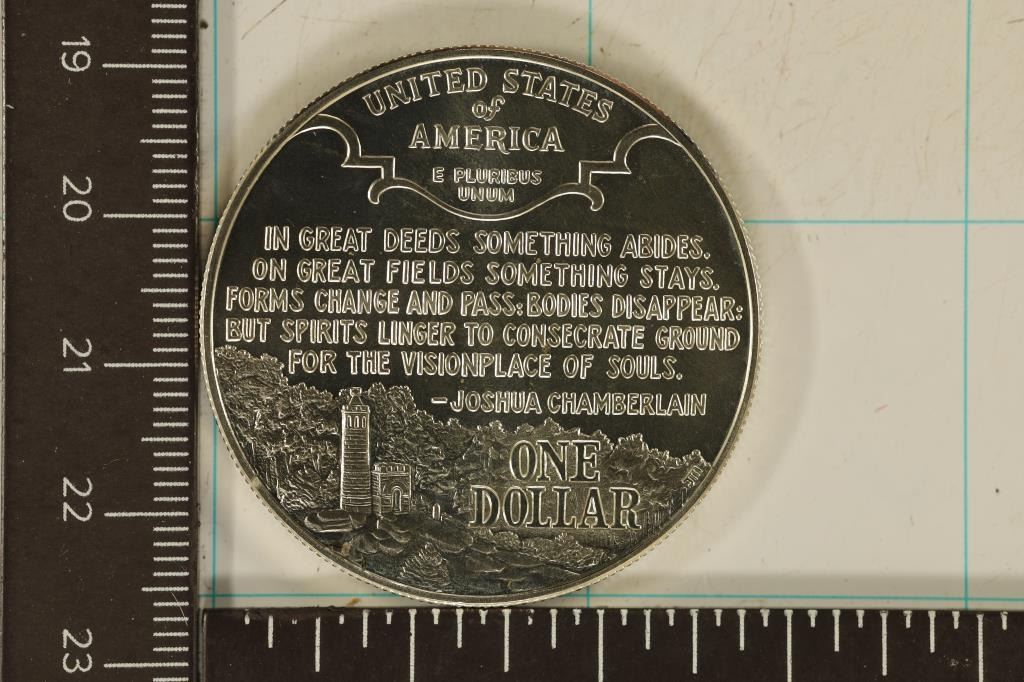 UNITED STATES
of
AMERICA
E PLURIBUS
UNUM
IN GREAT DEEDS SOMETHING ABIDES.
ON GREAT FIELDS SOMETHING STAYS.
FORMS CHANGE AND PASS: BODIES DISAPPEAR:
BUT SPIRITS LINGER TO CONSECRATE GROUND
FOR THE VISIONPLACE OF SOULS.
-JOSHUA CHAMBERLAIN
ONE
DOLLAR
19
20
21
22
23